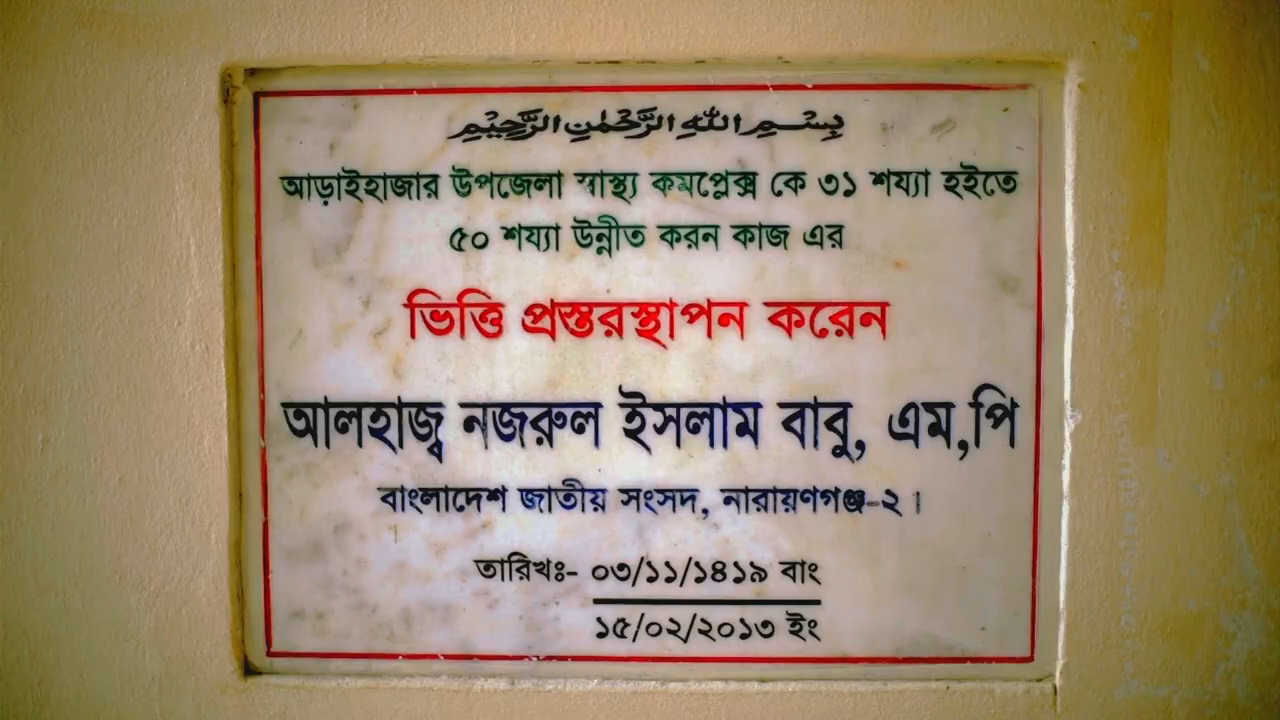 بِسْمِ اللهِ الرَّحْمٰنِ الرَّحِيْمِ
আড়াইহাজার উপজেলা স্বাস্থ্য কমপ্লেক্স কে ৩১ শয্যা হইতে
৫০ শয্যা উন্নীত করন কাজ এর
ভিত্তি প্রস্তরস্থাপন করেন
আলহাজ্ব নজরুল ইসলাম বাবু, এম,পি
বাংলাদেশ জাতীয় সংসদ, নারায়ণগঞ্জ-২।
তারিখঃ- ০৩/১১/১৪১৯ বাং
১৫/০২/২০১৩ ইং